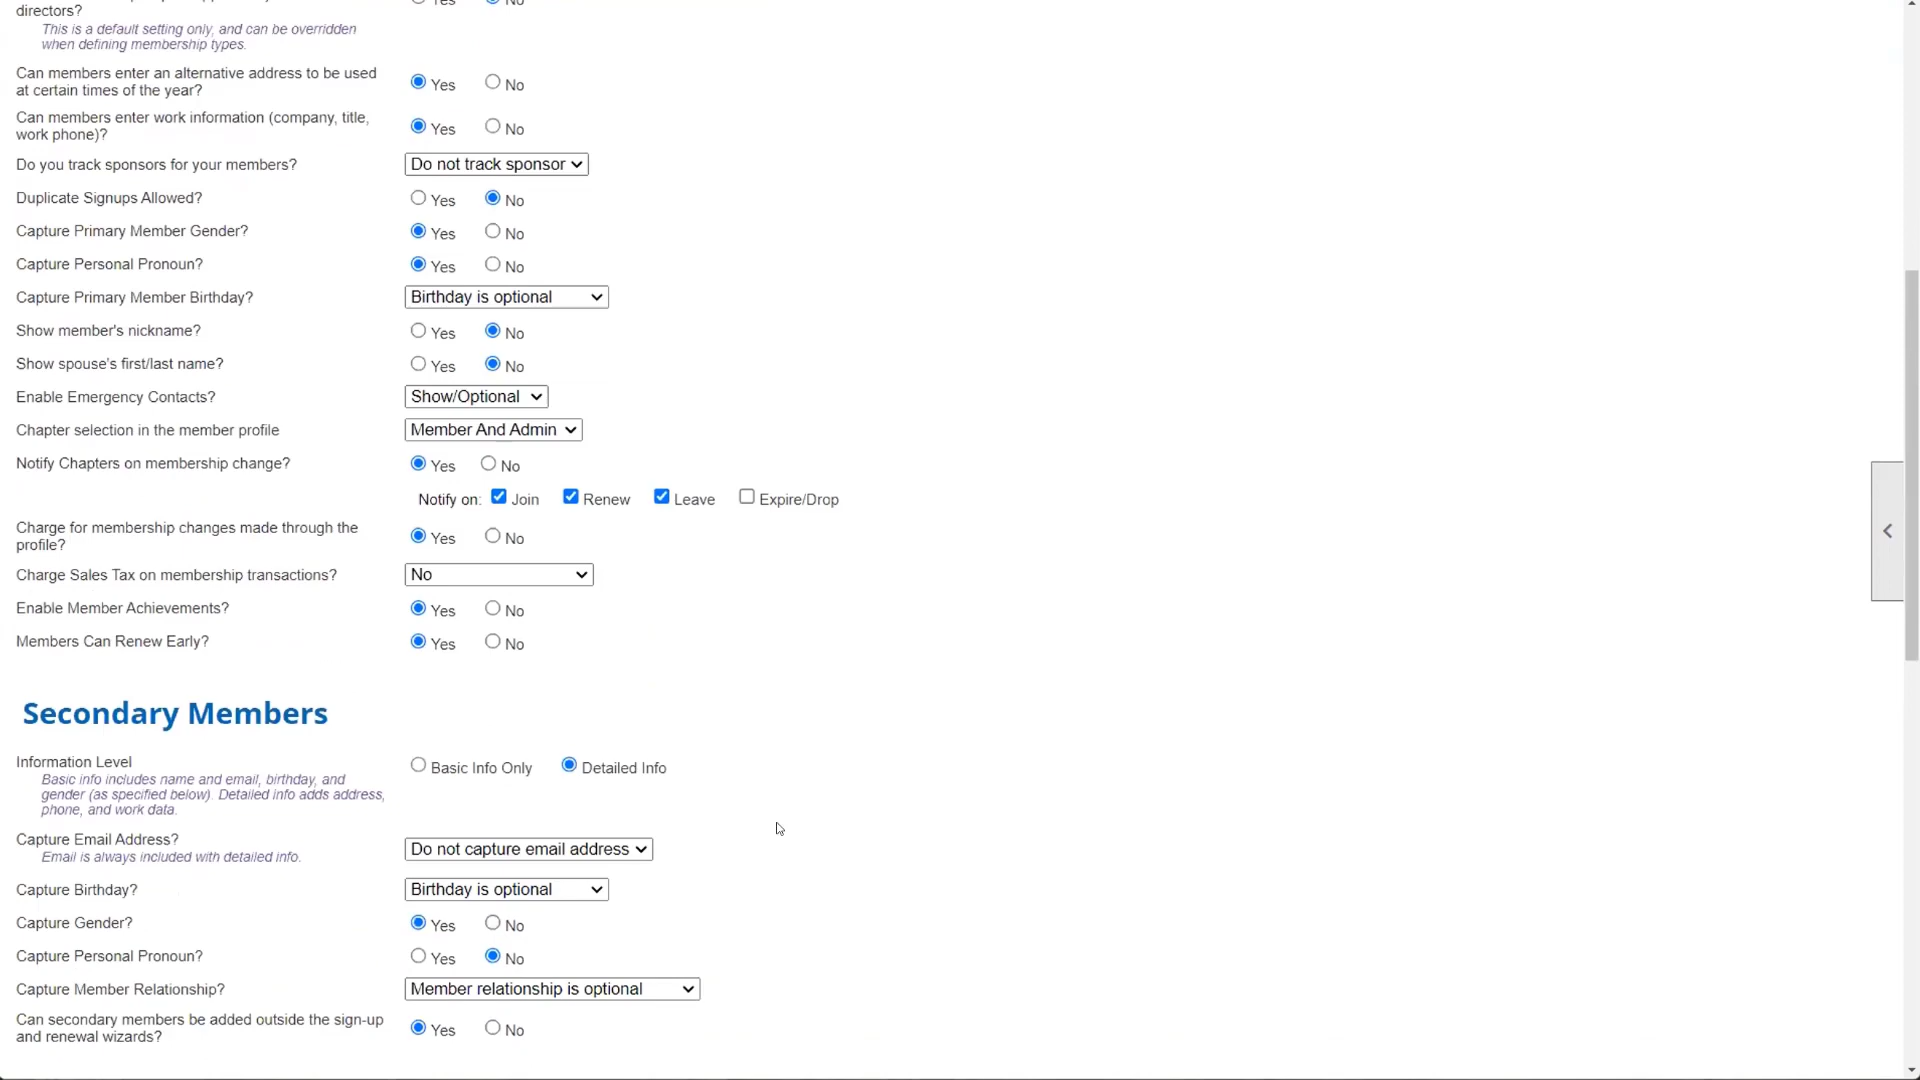 directors?
No
This is a default setting only, and can be overridden
when defining membership types.
Can members enter an alternative address to be used
at certain times of the year?
Yes No
Can members enter work information (company, title,
work phone)?
Yes No
Do you track sponsors for your members? Do not track sponsor
Duplicate Signups Allowed? Yes No
Capture Primary Member Gender? Yes No
Capture Personal Pronoun? Yes No
Capture Primary Member Birthday? Birthday is optional
Show member's nickname? Yes No
Show spouse's first/last name? Yes No
Enable Emergency Contacts? Show/Optional
Chapter selection in the member profile Member And Admin
Notify Chapters on membership change? Yes No
Notify on: Join Renew Leave Expire/Drop
Charge for membership changes made through the
profile?
Yes No
Charge Sales Tax on membership transactions? No
Enable Member Achievements? Yes No
Members Can Renew Early? Yes No
Secondary Members
Information Level Basic Info Only Detailed Info
Basic info includes name and email, birthday, and
gender (as specified below). Detailed info adds address,
phone, and work data.
Capture Email Address? Do not capture email address
Email is always included with detailed info.
Capture Birthday? Birthday is optional
Capture Gender? Yes No
Capture Personal Pronoun? Yes No
Capture Member Relationship? Member relationship is optional
Can secondary members be added outside the sign-up
and renewal wizards?
Yes No